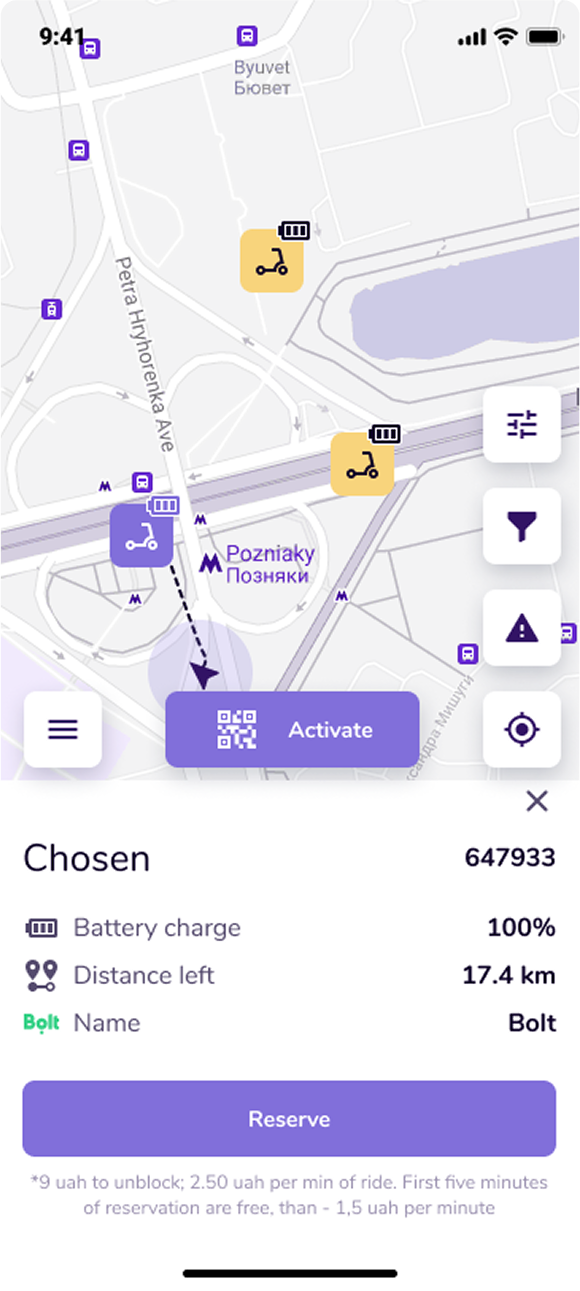 9:41
Byuvet
Бювет
Petra Hryhorenka Ave
Pozniaky
Позняки
ксандра Мишуги
Activate
Chosen
647933
Battery charge
100%
Distance left
17.4 km
Bolt
Name
Bolt
Reserve
*9 uah to unblock; 2.50 uah per min of ride. First five minutes
of reservation are free, than - 1,5 uah per minute